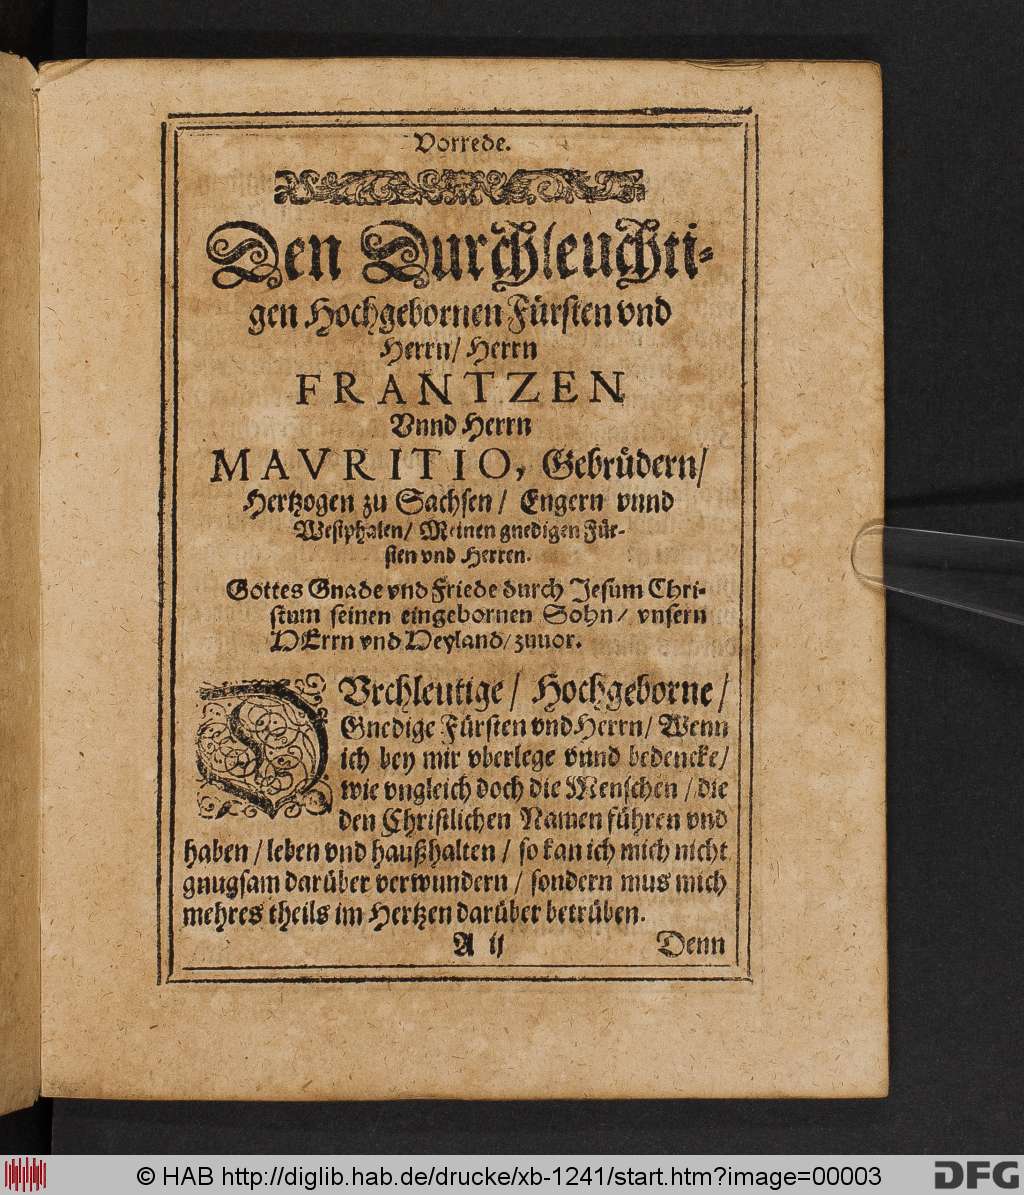 Vorrede.
Den Durchleuchti-
gen Hochgebornen Fürsten vnd
Herrn/ Herrn
FRANTZEN
Vnnd Herrn
MAVRITIO, Gebrůdern/
Hertzogen zu Sachsen/ Engern vnnd
Westphalen/ Meinen gnedigen Für-
sten vnd Herren.
Gottes Gnade vnd Friede durch Jesum Chri-
stum seinen eingebornen Sohn/ vnsern
HErrn vnd Heyland/ zuuor.
DVrchleutige/ Hochgeborne/
Gnedige Fürsten vnd Herrn/ Wenn
ich bey mir vberlege vnnd bedencke/
wie vngleich doch die Menschen/ die
den Christlichen Namen führen vnd
haben/ leben vnd haußhalten/ so kan ich mich nicht
gnugsam darüber verwundern/ sondern mus mich
mehres theils im Hertzen darüber betrüben.
A ij Denn
© HAB http://diglib.hab.de/drucke/xb-1241/start.htm?image=00003 DFG